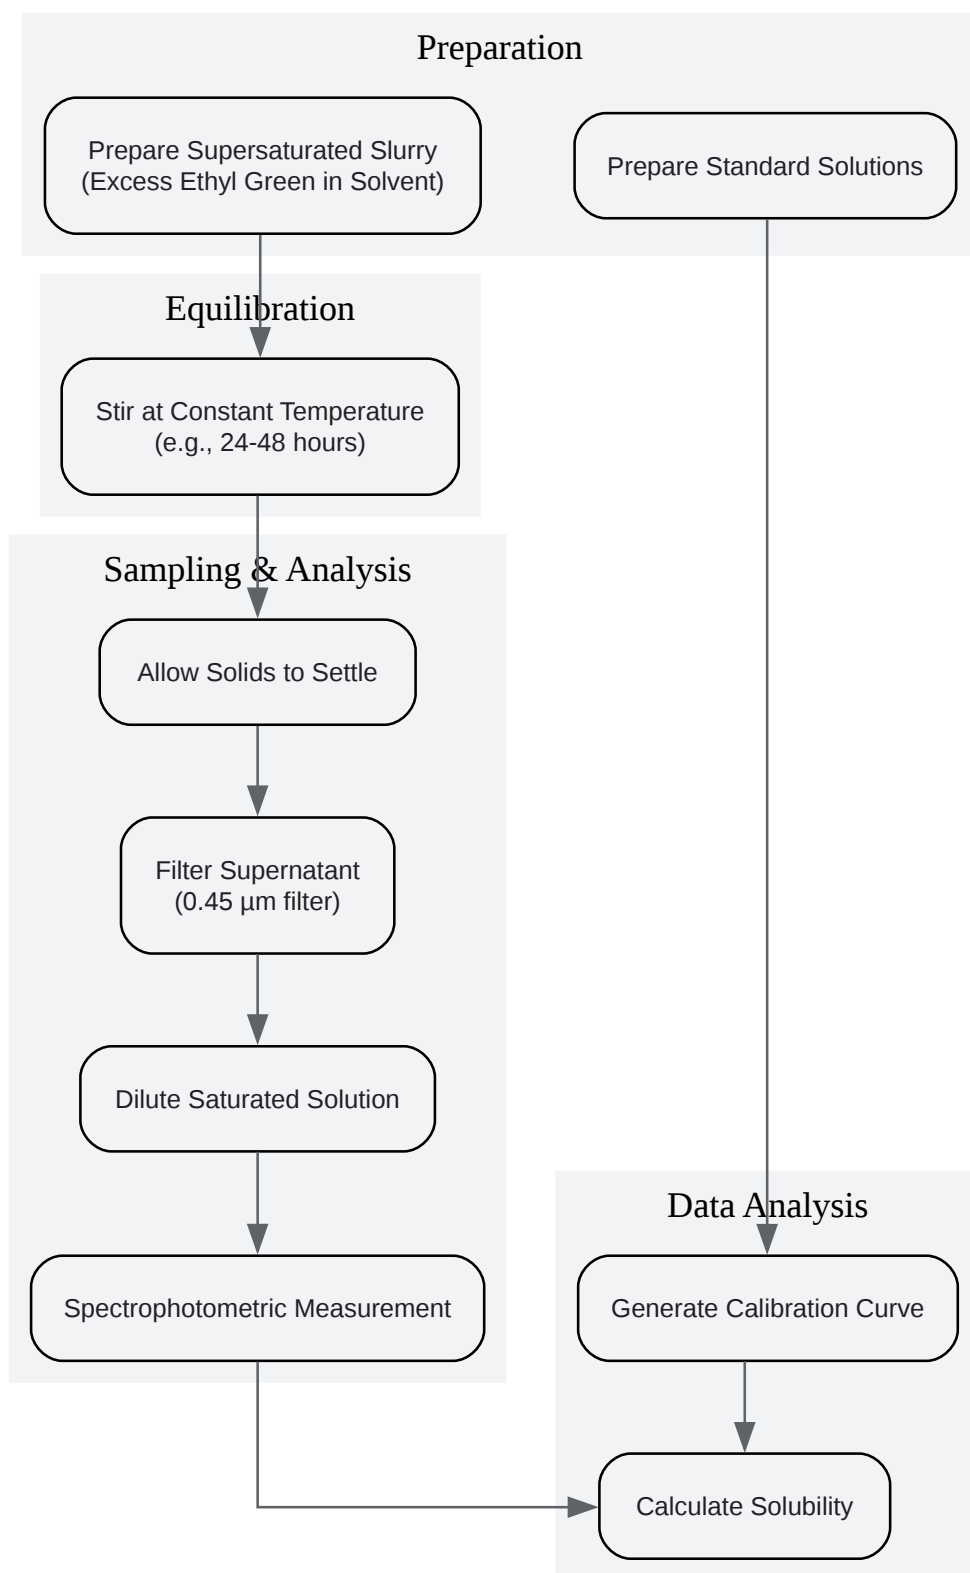 Preparation
Prepare Supersaturated Slurry
(Excess Ethyl Green in Solvent)
Prepare Standard Solutions
Equilibration
Stir at Constant Temperature
(e.g., 24-48 hours)
Sampling & Analysis
Allow Solids to Settle
Filter Supernatant
(0.45 µm filter)
Dilute Saturated Solution
Spectrophotometric Measurement
Data Analysis
Generate Calibration Curve
Calculate Solubility